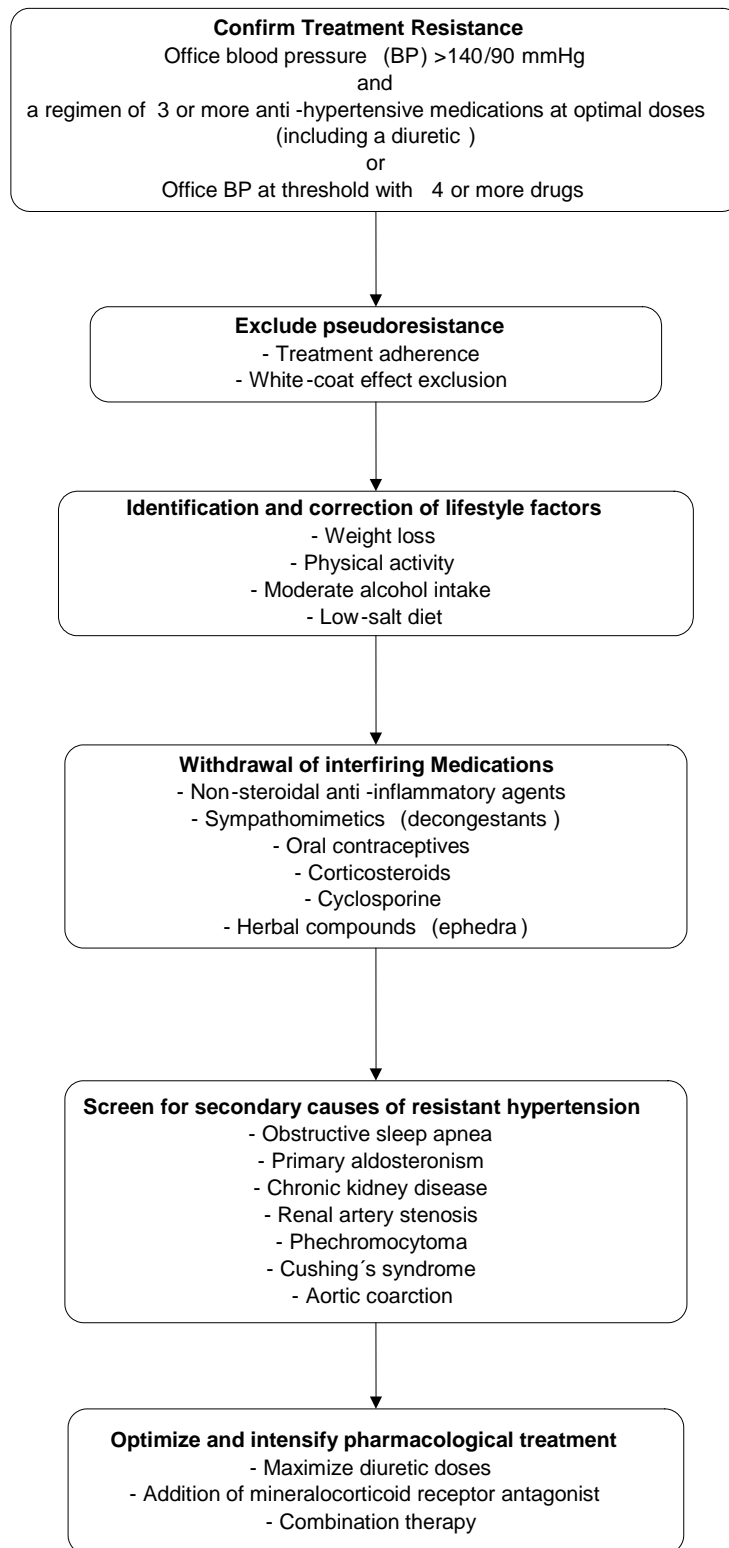 Confirm Treatment Resistance
Office blood pressure (BP) >140/90 mmHg
and
a regimen of 3 or more anti -hypertensive medications at optimal doses
(including a diuretic )
or
Office BP at threshold with 4 or more drugs
Exclude pseudoresistance
- Treatment adherence
- White-coat effect exclusion
Identification and correction of lifestyle factors
- Weight loss
- Physical activity
- Moderate alcohol intake
- Low-salt diet
Withdrawal of interfiring Medications
- Non-steroidal anti -inflammatory agents
- Sympathomimetics (decongestants )
- Oral contraceptives
- Corticosteroids
- Cyclosporine
- Herbal compounds (ephedra )
Screen for secondary causes of resistant hypertension
- Obstructive sleep apnea
- Primary aldosteronism
- Chronic kidney disease
- Renal artery stenosis
- Phechromocytoma
- Cushing´s syndrome
- Aortic coarction
Optimize and intensify pharmacological treatment
- Maximize diuretic doses
- Addition of mineralocorticoid receptor antagonist
- Combination therapy